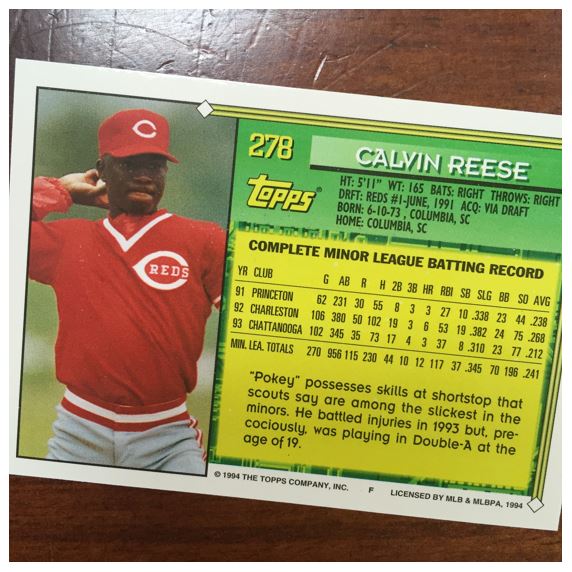 C
REDS
278
CALVIN REESE
Topps®
HT: 5'11" WT: 165 BATS: RIGHT THROWS: RIGHT
DRFT: REDS #1-JUNE, 1991 ACQ: VIA DRAFT
BORN: 6-10-73, COLUMBIA, SC
HOME: COLUMBIA, SC
COMPLETE MINOR LEAGUE BATTING RECORD
YR CLUB G AB R H 2B 3B HR RBI SB SLG BB SO AVG
91 PRINCETON 62 231 30 55 8 3 3 27 10 .338 23 44 .238
92 CHARLESTON 106 380 50 102 19 3 6 53 19 .382 24 75 .268
93 CHATTANOOGA 102 345 35 73 17 4 3 37 8 .310 23 77 .212
MIN. LEA. TOTALS 270 956 115 230 44 10 12 117 37 .345 70 196 .241
"Pokey" possesses skills at shortstop that
scouts say are among the slickest in the
minors. He battled injuries in 1993 but, pre-
cociously, was playing in Double-A at the
age of 19.
© 1994 THE TOPPS COMPANY, INC. F LICENSED BY MLB & MLBPA, 1994